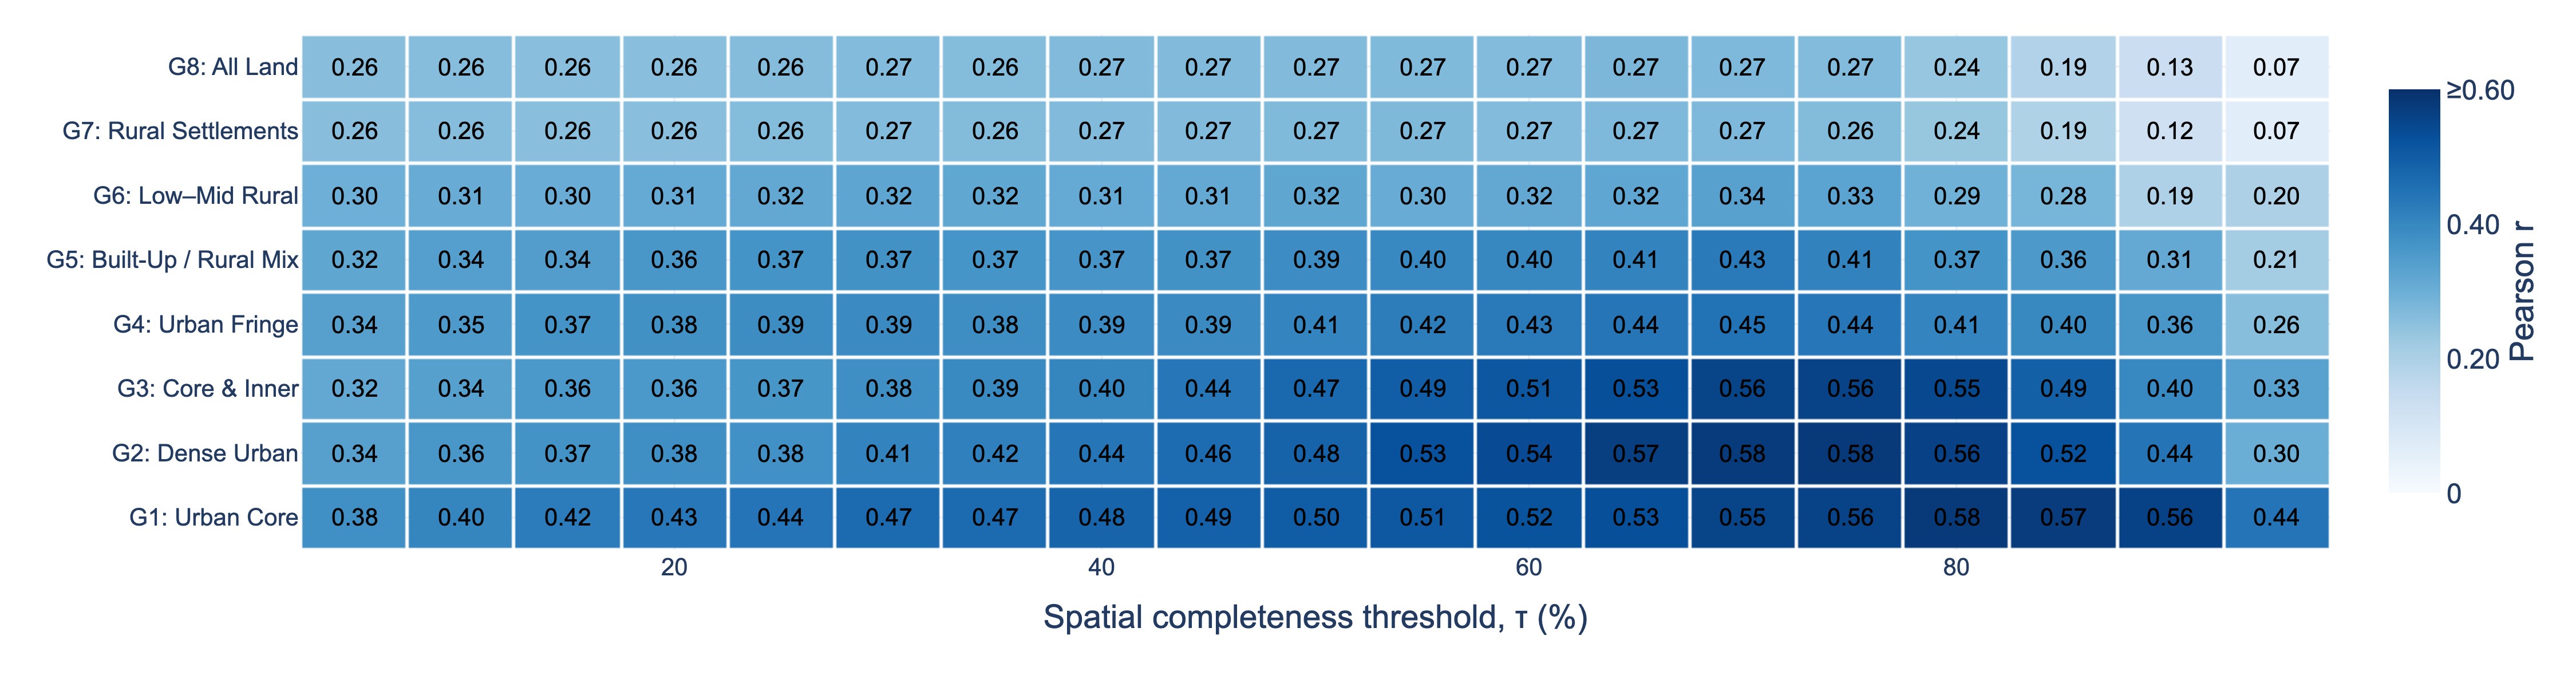 G8: All Land 0.26 0.26 0.26 0.26 0.26 0.27 0.26 0.27 0.27 0.27 0.27 0.27 0.27 0.27 0.27 0.24 0.19 0.13 0.07
G7: Rural Settlements 0.26 0.26 0.26 0.26 0.26 0.27 0.26 0.27 0.27 0.27 0.27 0.27 0.27 0.27 0.26 0.24 0.19 0.12 0.07
G6: Low–Mid Rural 0.30 0.31 0.30 0.31 0.32 0.32 0.32 0.31 0.31 0.32 0.30 0.32 0.32 0.34 0.33 0.29 0.28 0.19 0.20
G5: Built-Up / Rural Mix 0.32 0.34 0.34 0.36 0.37 0.37 0.37 0.37 0.37 0.39 0.40 0.40 0.41 0.43 0.41 0.37 0.36 0.31 0.21
G4: Urban Fringe 0.34 0.35 0.37 0.38 0.39 0.39 0.38 0.39 0.39 0.41 0.42 0.43 0.44 0.45 0.44 0.41 0.40 0.36 0.26
G3: Core & Inner 0.32 0.34 0.36 0.36 0.37 0.38 0.39 0.40 0.44 0.47 0.49 0.51 0.53 0.56 0.56 0.55 0.49 0.40 0.33
G2: Dense Urban 0.34 0.36 0.37 0.38 0.38 0.41 0.42 0.44 0.46 0.48 0.53 0.54 0.57 0.58 0.58 0.56 0.52 0.44 0.30
G1: Urban Core 0.38 0.40 0.42 0.43 0.44 0.47 0.47 0.48 0.49 0.50 0.51 0.52 0.53 0.55 0.56 0.58 0.57 0.56 0.44
20 40 60 80
Spatial completeness threshold, τ (%)
≥0.60
0.40
0.20
0
Pearson r